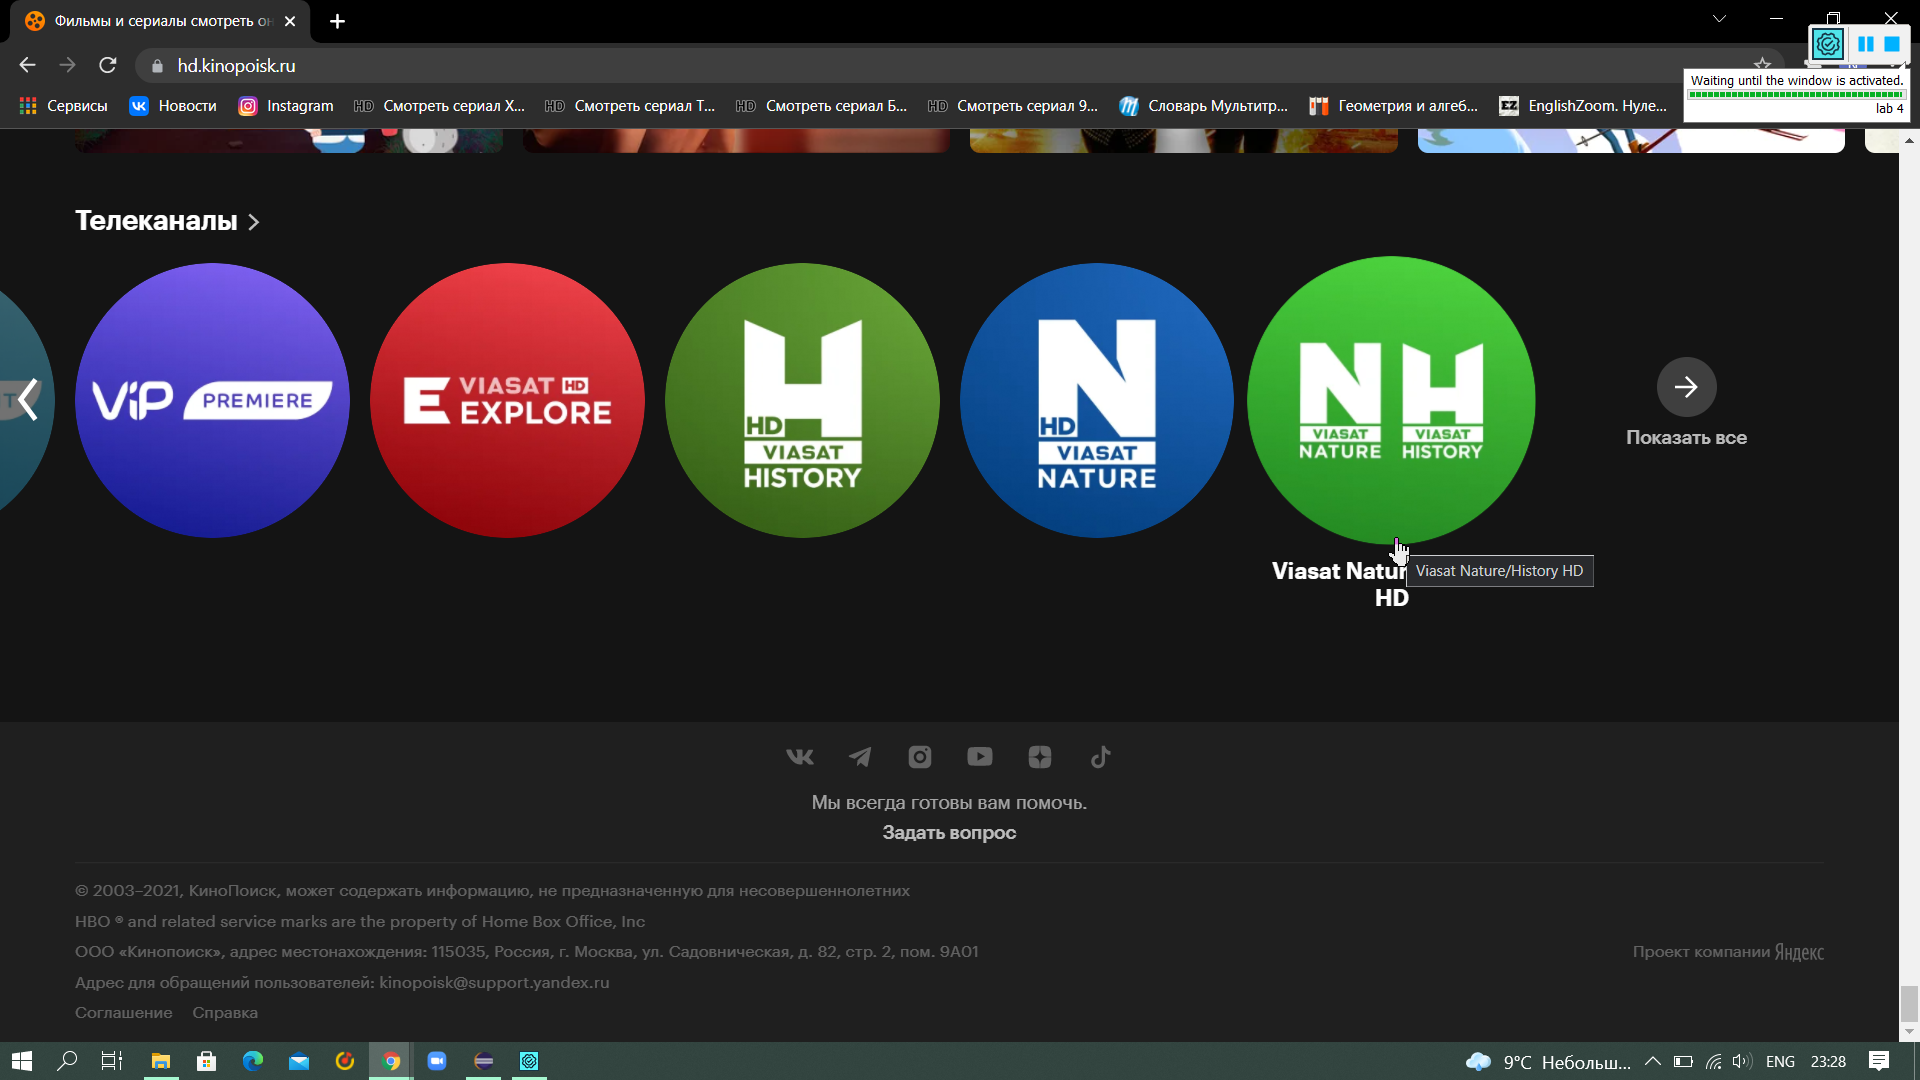 Фильмы и сериалы смотреть он
hd.kinopoisk.ru
Waiting until the window is activated.
lab 4
Сервисы
Новости
Instagram
HD Смотреть сериал Х...
HD Смотреть сериал Т...
HD Смотреть сериал Б...
HD Смотреть сериал 9...
Словарь Мультитр...
Геометрия и алгеб...
EZ EnglishZoom. Нуле...
Телеканалы
ViP PREMIERE
E VIASAT HD
EXPLORE
H
HD
VIASAT
HISTORY
N
HD
VIASAT
NATURE
N H
VIASAT VIASAT
NATURE HISTORY
Показать все
Viasat Natur
HD
Viasat Nature/History HD
Мы всегда готовы вам помочь.
Задать вопрос
© 2003–2021, КиноПоиск, может содержать информацию, не предназначенную для несовершеннолетних
HBO ® and related service marks are the property of Home Box Office, Inc
ООО «Кинопоиск», адрес местонахождения: 115035, Россия, г. Москва, ул. Садовническая, д. 82, стр. 2, пом. 9А01
Проект компании Яндекс
Адрес для обращений пользователей: kinopoisk@support.yandex.ru
Соглашение Справка
9°C Небольш...
ENG
23:28